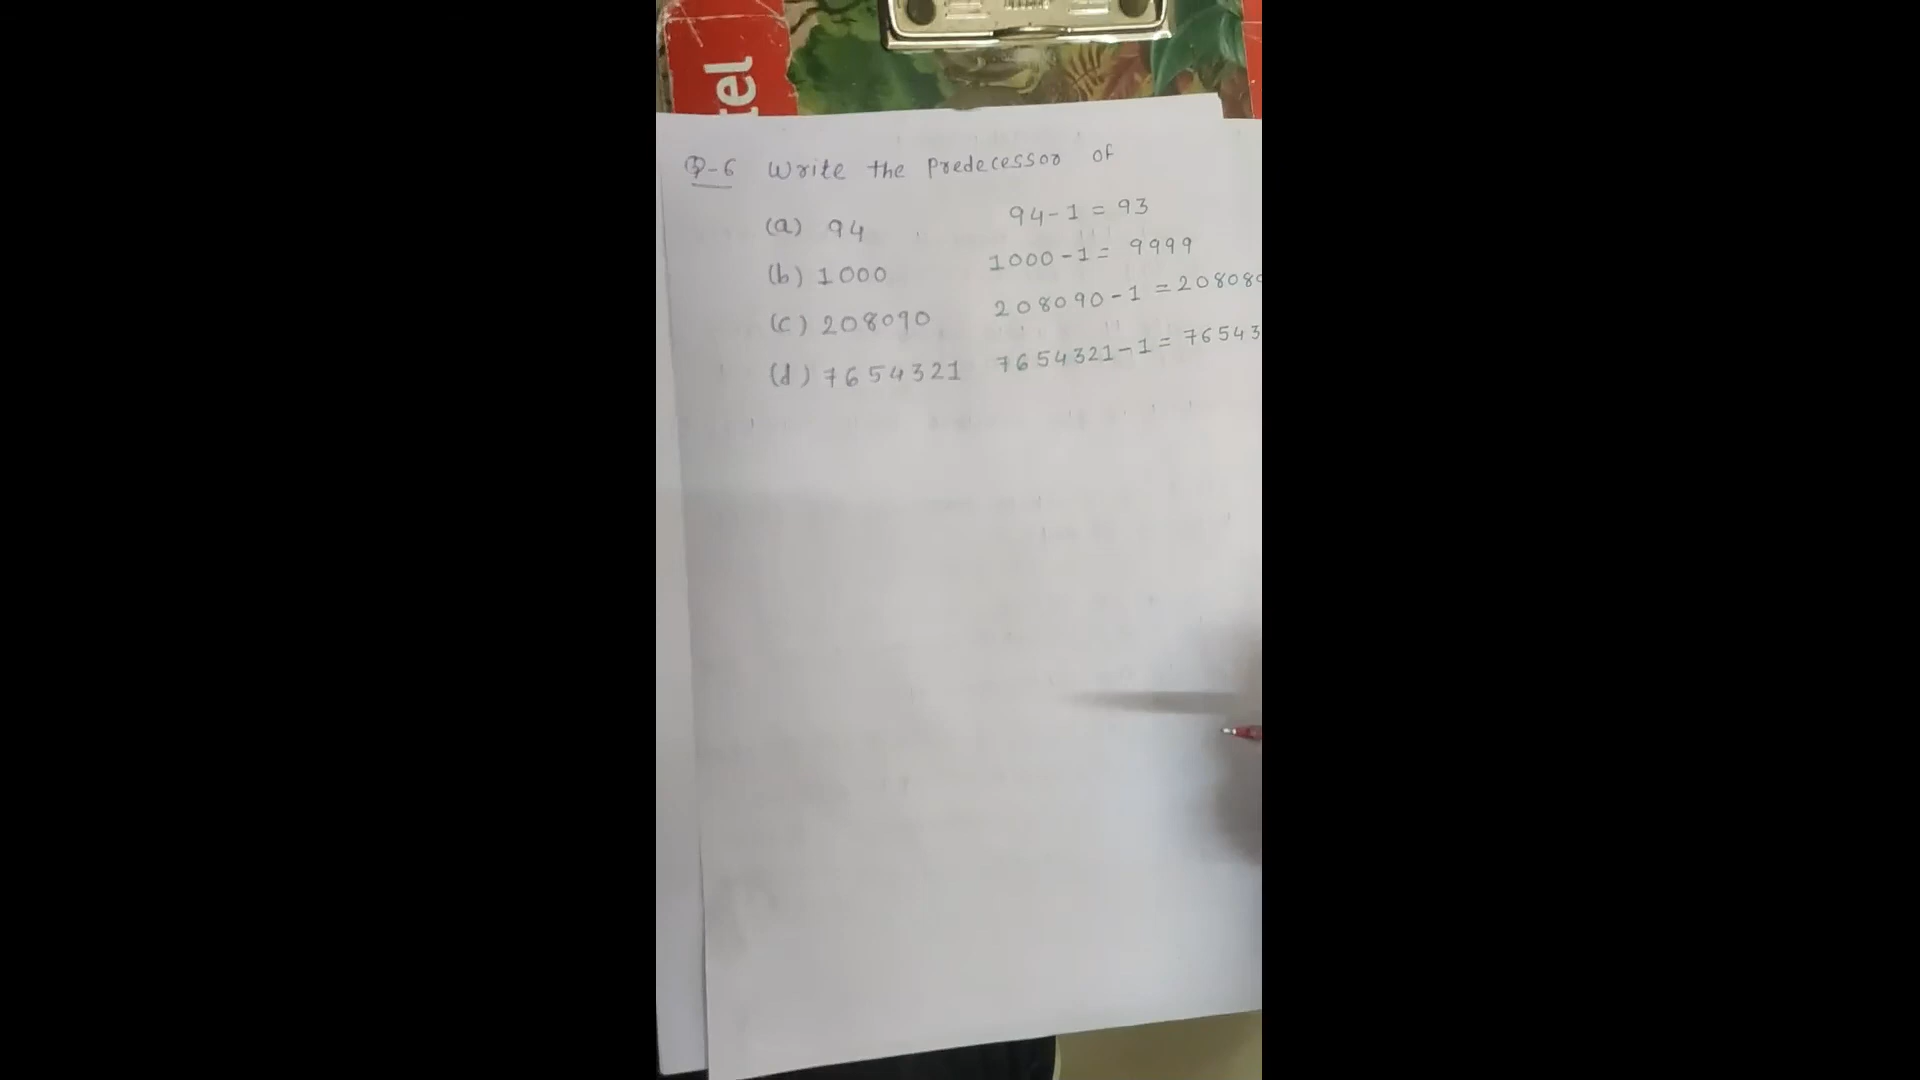 tel
Q-6 Write the Predecessor of
(a) 94 94-1 = 93
(b) 1000 1000-1 = 9999
(c) 208090 208090-1 = 20808
(d) 7654321 7654321-1 = 76543